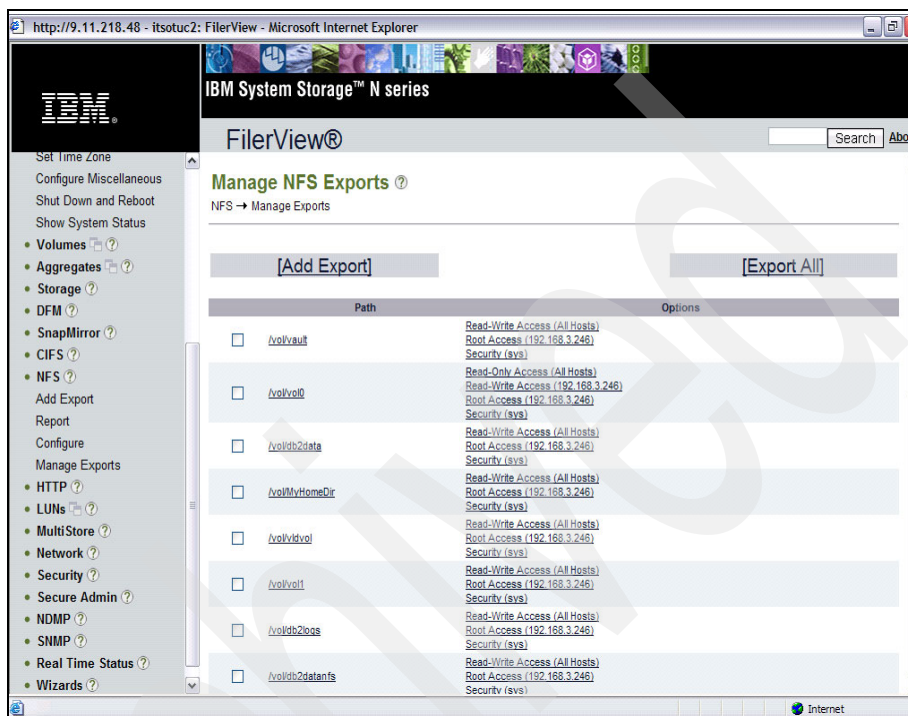 http://9.11.218.48 - itsotuc2: FilerView - Microsoft Internet Explorer
IBM®
IBM System Storage™ N series
FilerView®
Search
Abo
Set Time Zone
Configure Miscellaneous
Shut Down and Reboot
Show System Status
Volumes
Aggregates
Storage
DFM
SnapMirror
CIFS
NFS
Add Export
Report
Configure
Manage Exports
HTTP
LUNs
MultiStore
Network
Security
Secure Admin
NDMP
SNMP
Real Time Status
Wizards
Manage NFS Exports
NFS → Manage Exports
[Add Export] [Export All]
Path Options
/vol/vault
Read-Write Access (All Hosts)
Root Access (192.168.3.246)
Security (sys)
/vol/vol0
Read-Only Access (All Hosts)
Read-Write Access (192.168.3.246)
Root Access (192.168.3.246)
Security (sys)
/vol/db2data
Read-Write Access (All Hosts)
Root Access (192.168.3.246)
Security (sys)
/vol/MyHomeDir
Read-Write Access (All Hosts)
Root Access (192.168.3.246)
Security (sys)
Read-Write Access (All Hosts)
Root Access (192.168.3.246)
Security (sys)
/vol/vol1
Read-Write Access (All Hosts)
Root Access (192.168.3.246)
Security (sys)
/vol/db2logs
Read-Write Access (All Hosts)
Root Access (192.168.3.246)
Security (sys)
/vol/db2datanfs
Read-Write Access (All Hosts)
Root Access (192.168.3.246)
Security (sys)
Internet